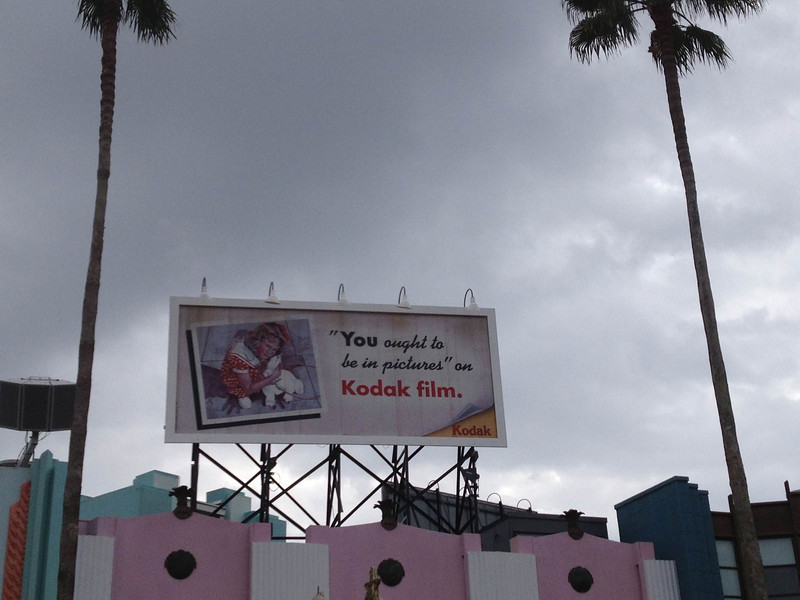 "You ought to
be in pictures" on
Kodak film.
Kodak